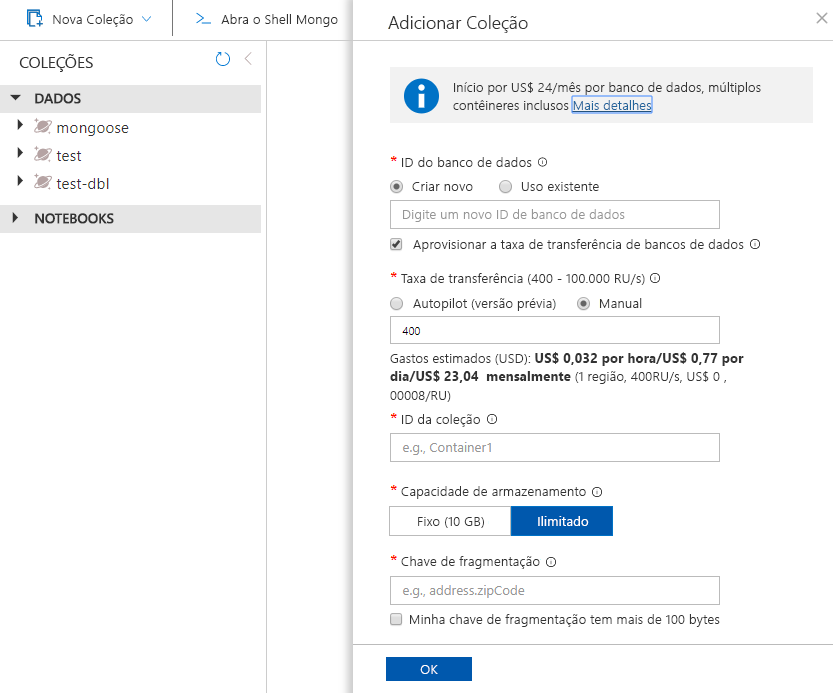 Nova Coleção
Abra o Shell Mongo
COLEÇÕES
DADOS
mongoose
test
test-dbl
NOTEBOOKS
Adicionar Coleção
Início por US$ 24/mês por banco de dados, múltiplos
contêineres inclusos Mais detalhes
* ID do banco de dados
Criar novo
Uso existente
Digite um novo ID de banco de dados
Aprovisionar a taxa de transferência de bancos de dados
* Taxa de transferência (400 - 100.000 RU/s)
Autopilot (versão prévia)
Manual
400
Gastos estimados (USD): US$ 0,032 por hora/US$ 0,77 por
dia/US$ 23,04 mensalmente (1 região, 400RU/s, US$ 0 ,
00008/RU)
* ID da coleção
e.g., Container1
* Capacidade de armazenamento
Fixo (10 GB)
Ilimitado
* Chave de fragmentação
e.g., address.zipCode
Minha chave de fragmentação tem mais de 100 bytes
OK